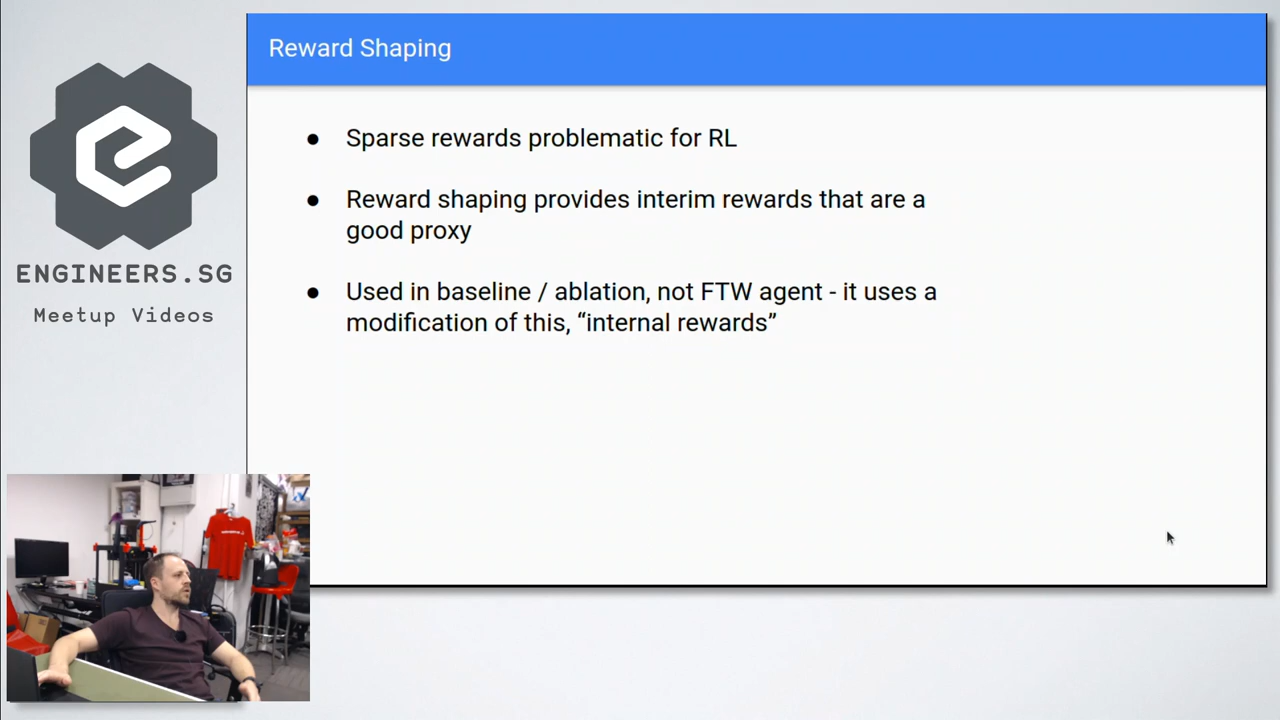 Reward Shaping
● Sparse rewards problematic for RL
● Reward shaping provides interim rewards that are a
good proxy
● Used in baseline / ablation, not FTW agent - it uses a
modification of this, “internal rewards”
ENGINEERS.SG
Meetup Videos